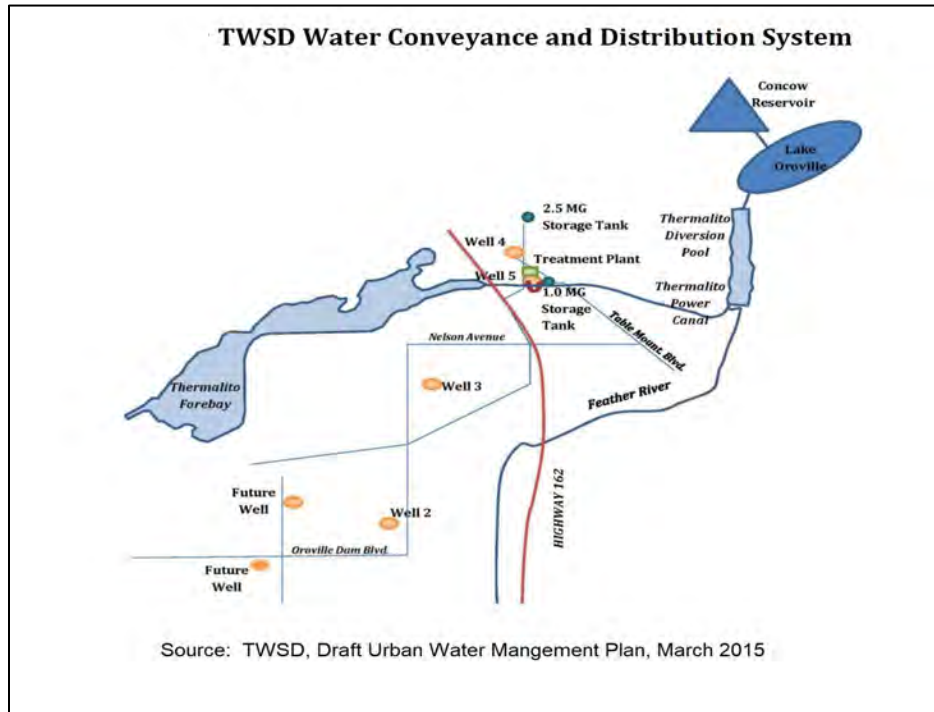 TWSD Water Conveyance and Distribution System
Concow
Reservoir
Lake
Oroville
2.5 MG
Storage Tank
Thermalito
Diversion
Pool
Well 4
Treatment Plant
Well 5
1.0 MG
Storage
Tank
Thermalito
Power
Canal
Table Mount. Blvd.
Nelson Avenue
Thermalito
Forebay
Well 3
Feather River
Future
Well
Well 2
HIGHWAY 162
Oroville Dam Blvd.
Future
Well
Source: TWSD, Draft Urban Water Mangement Plan, March 2015